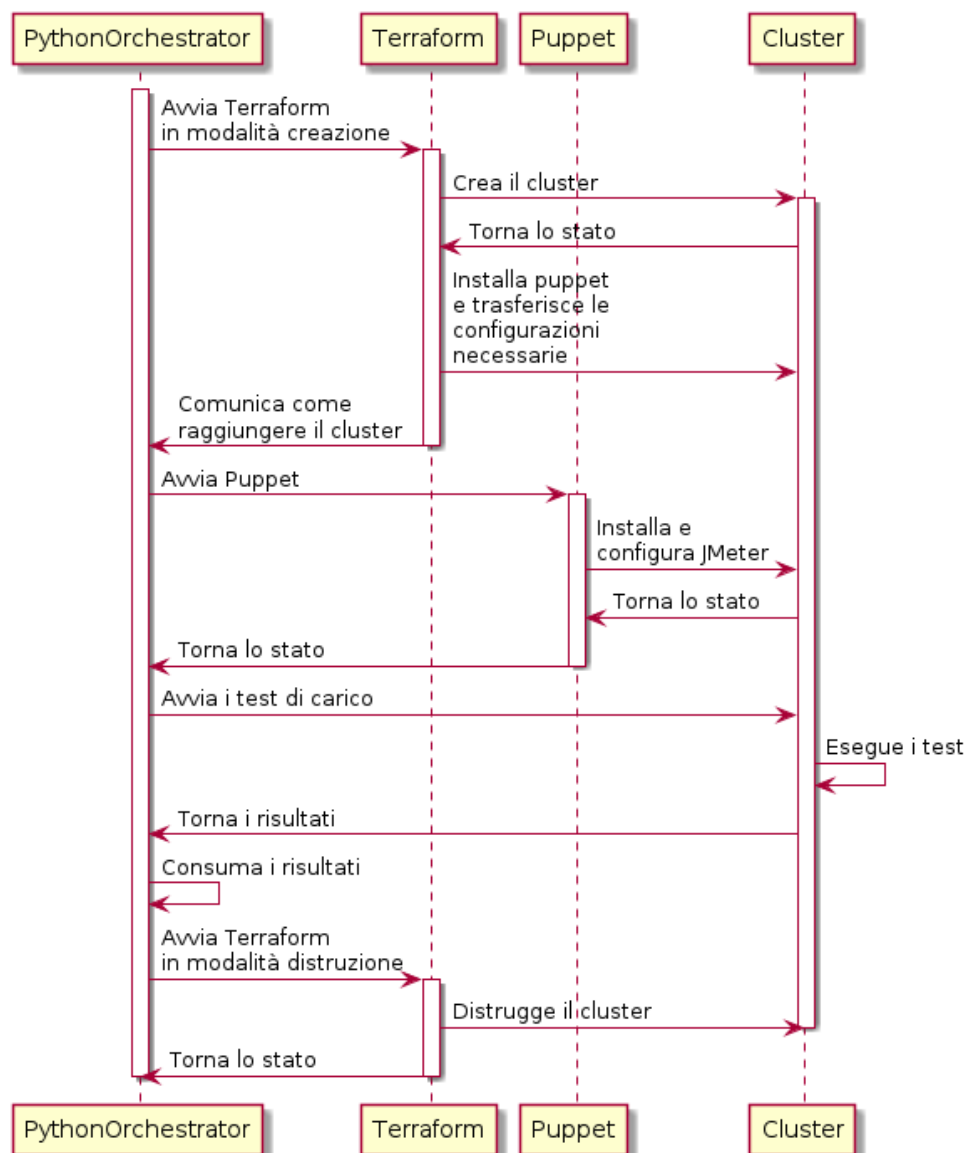 PythonOrchestrator
Terraform
Puppet
Cluster
Avvia Terraform
in modalità creazione
Crea il cluster
Torna lo stato
Installa puppet
e trasferisce le
configurazioni
necessarie
Comunica come
raggiungere il cluster
Avvia Puppet
Installa e
configura JMeter
Torna lo stato
Torna lo stato
Avvia i test di carico
Esegue i test
Torna i risultati
Consuma i risultati
Avvia Terraform
in modalità distruzione
Distrugge il cluster
Torna lo stato
PythonOrchestrator
Terraform
Puppet
Cluster